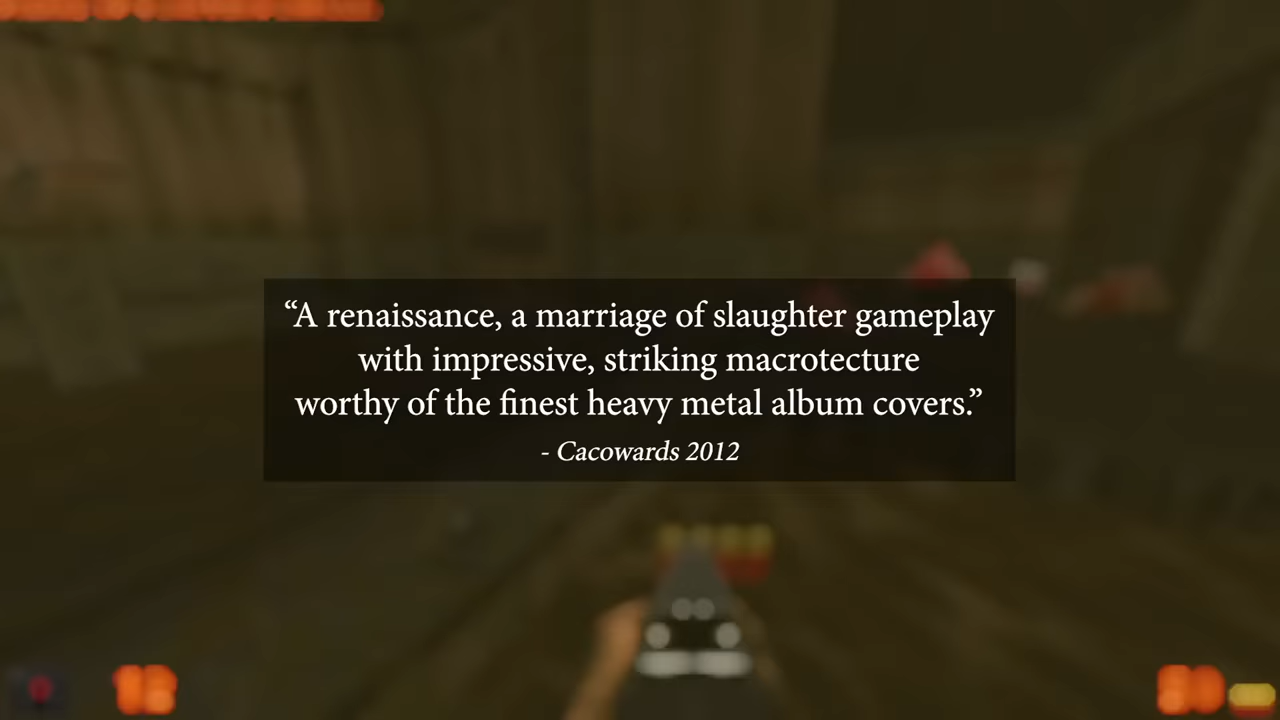 “A renaissance, a marriage of slaughter gameplay
with impressive, striking macrotecture
worthy of the finest heavy metal album covers.”
- Cacowards 2012